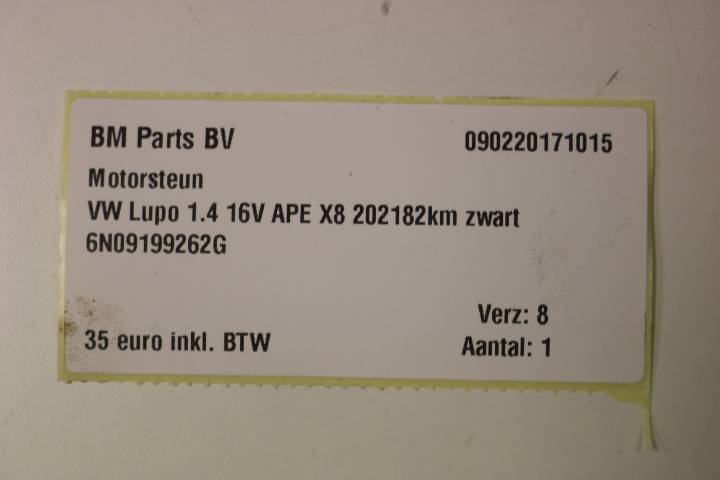 BM Parts BV 090220171015
Motorsteun
VW Lupo 1.4 16V APE X8 202182km zwart
6N09199262G
Verz: 8
35 euro inkl. BTW Aantal: 1